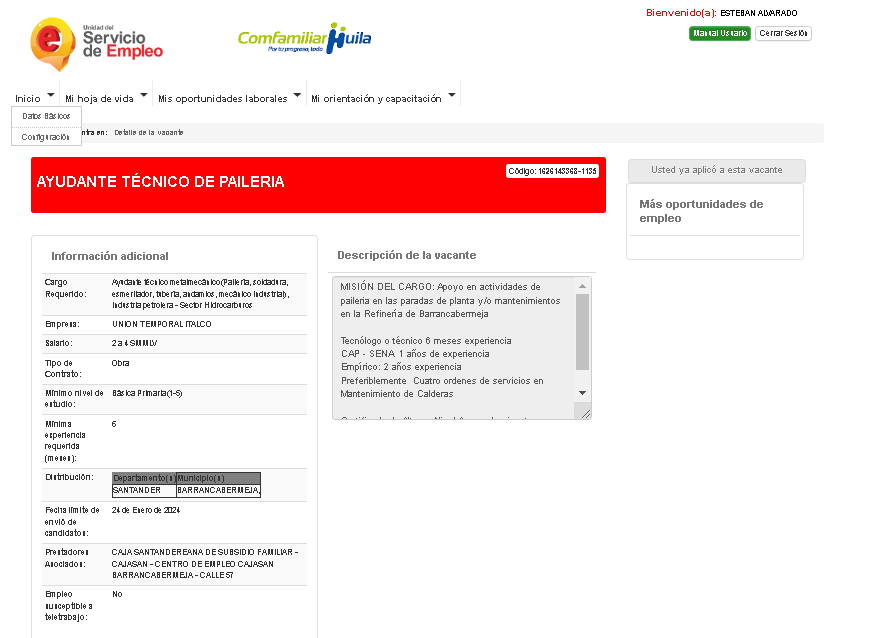 Bienvenido(a): ESTEBAN ALVARADO
Manual Usuario
Cerrar Sesión
Unidad del
Servicio
de Empleo
Comfamiliar Huila
Por tu progreso, todo
Inicio
Mi hoja de vida
Mis oportunidades laborales
Mi orientación y capacitación
Datos Básicos
Configuración
ntra en: Detalle de la vacante
AYUDANTE TÉCNICO DE PAILERIA
Código: 1626143368-1135
Usted ya aplicó a esta vacante
Más oportunidades de
empleo
Información adicional
Cargo
Requerido:
Ayudante técnico metalmecánico(Pailería, soldadura,
esmerilador, tubería, andamios, mecánico industrial),
Industria petrolera - Sector Hidrocarburos
Empresa: UNION TEMPORAL ITALCO
Salario: 2 a 4 SMMLV
Tipo de
Contrato:
Obra
Mínimo nivel de
estudio:
Básica Primaria(1-5)
Mínima
experiencia
requerida
(meses):
6
Distribución:
Departamento(s) Municipio(s)
SANTANDER BARRANCABERMEJA,
Fecha límite de
envió de
candidatos:
24 de Enero de 2024
Prestadores
Asociados:
CAJA SANTANDEREANA DE SUBSIDIO FAMILIAR -
CAJASAN - CENTRO DE EMPLEO CAJASAN
BARRANCABERMEJA - CALLE 57
Empleo
susceptible a
teletrabajo:
No
Descripción de la vacante
MISIÓN DEL CARGO: Apoyo en actividades de
paileria en las paradas de planta y/o mantenimientos
en la Refinería de Barrancabermeja
Tecnólogo o técnico 6 meses experiencia
CAP - SENA 1 años de experiencia
Empírico: 2 años experiencia
Preferiblemente Cuatro ordenes de servicios en
Mantenimiento de Calderas